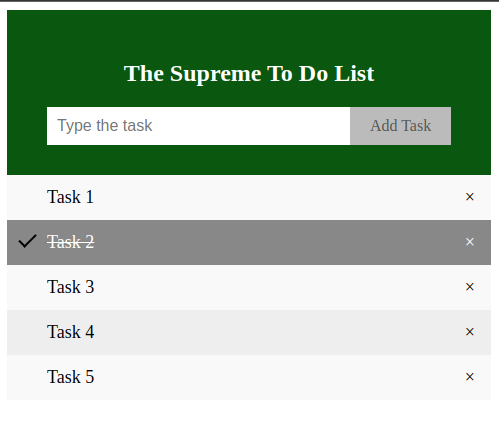 The Supreme To Do List
Type the task Add Task
Task 1 ×
Task 2 ×
Task 3 ×
Task 4 ×
Task 5 ×